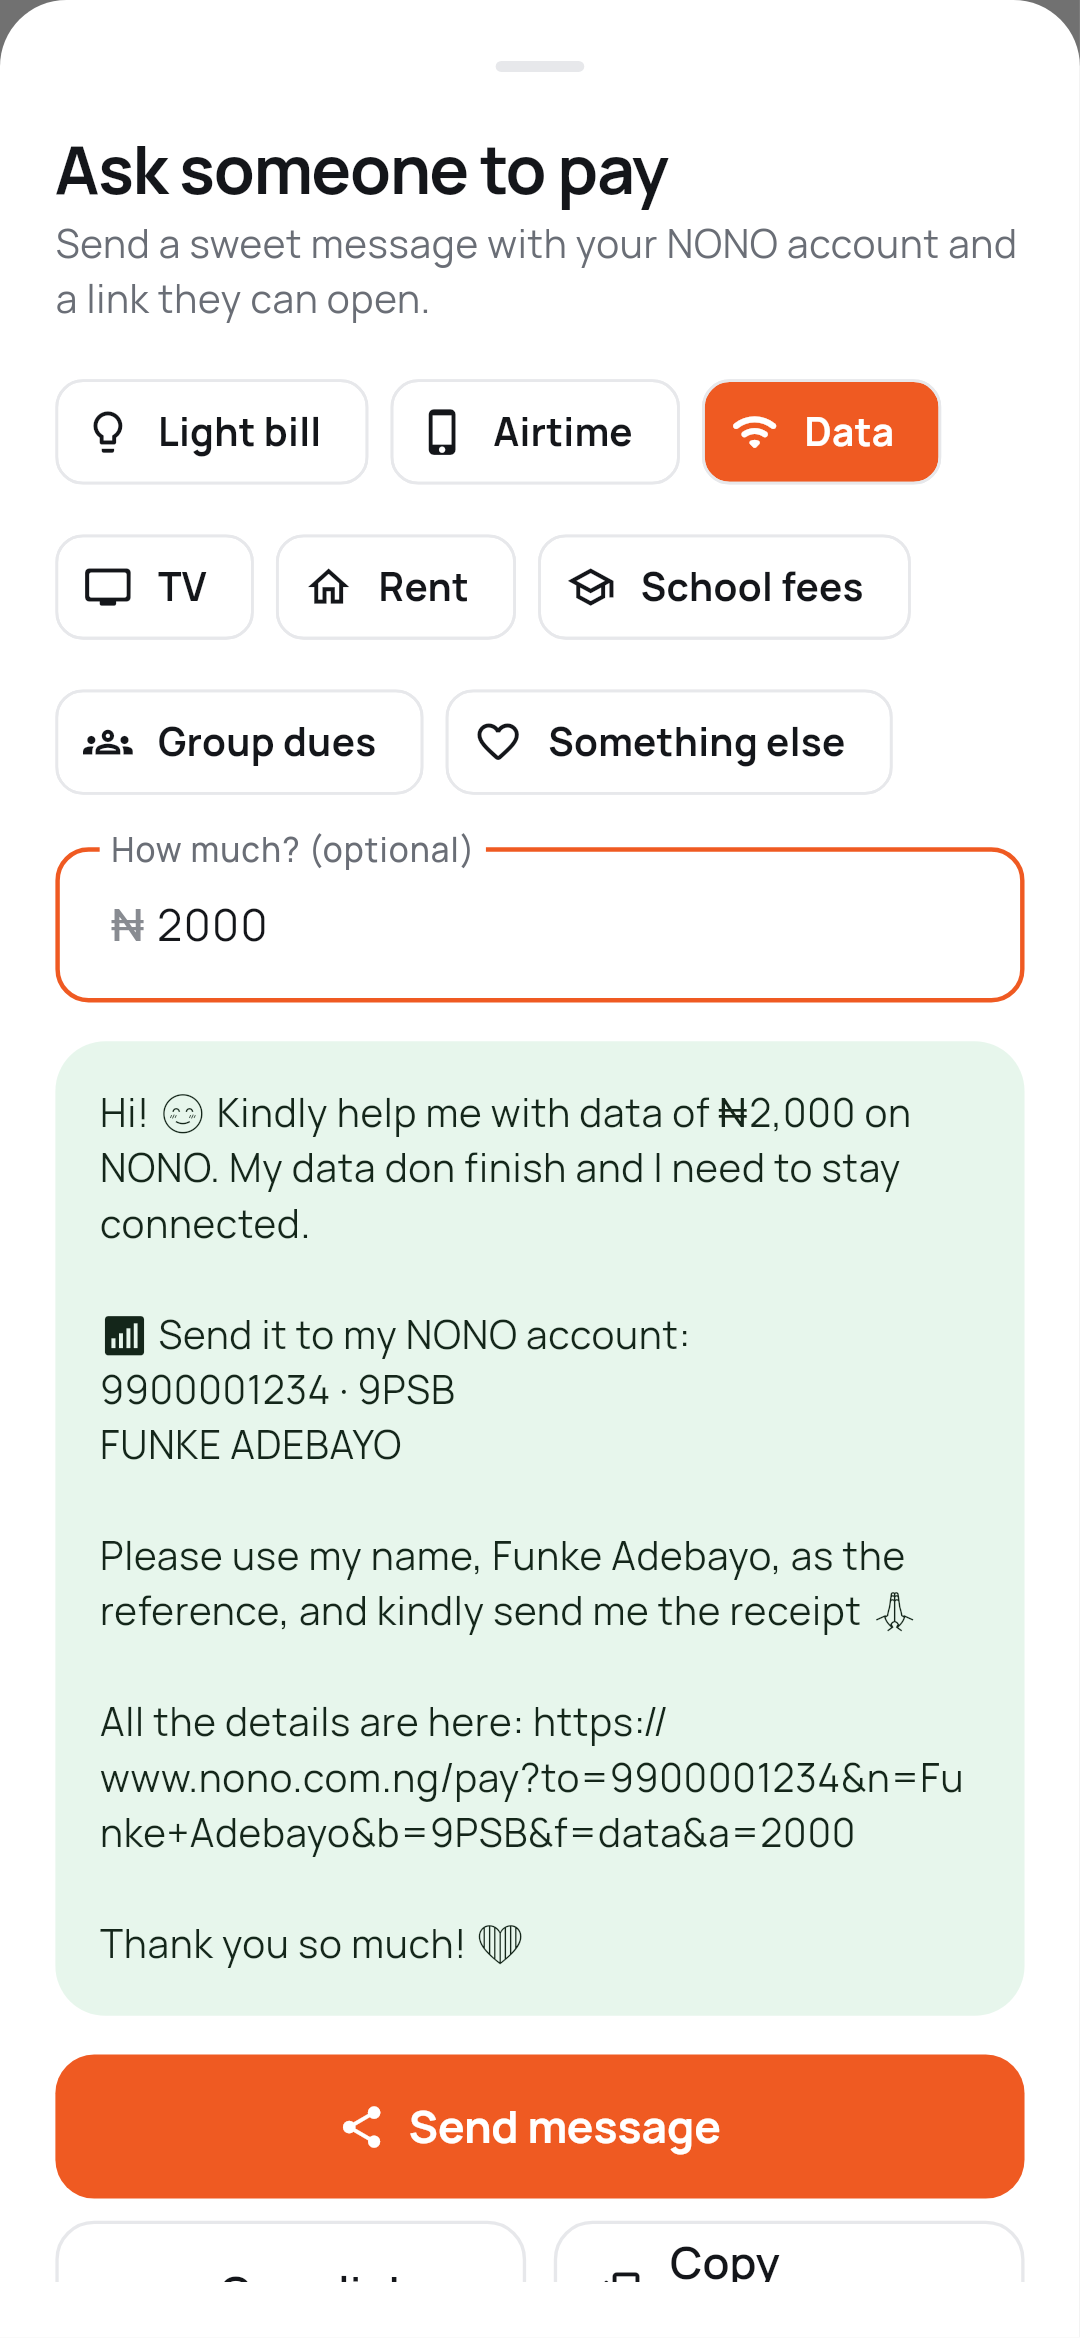 Ask someone to pay
Send a sweet message with your NONO account and
a link they can open.
Light bill
Airtime
Data
TV
Rent
School fees
Group dues
Something else
How much? (optional)
₦ 2000
Hi! 😊 Kindly help me with data of ₦2,000 on
NONO. My data don finish and I need to stay
connected.
📶 Send it to my NONO account:
9900001234 · 9PSB
FUNKE ADEBAYO
Please use my name, Funke Adebayo, as the
reference, and kindly send me the receipt 🙏
All the details are here: https://
www.nono.com.ng/pay?to=9900001234&n=Fu
nke+Adebayo&b=9PSB&f=data&a=2000
Thank you so much! 💚
Send message
Copy